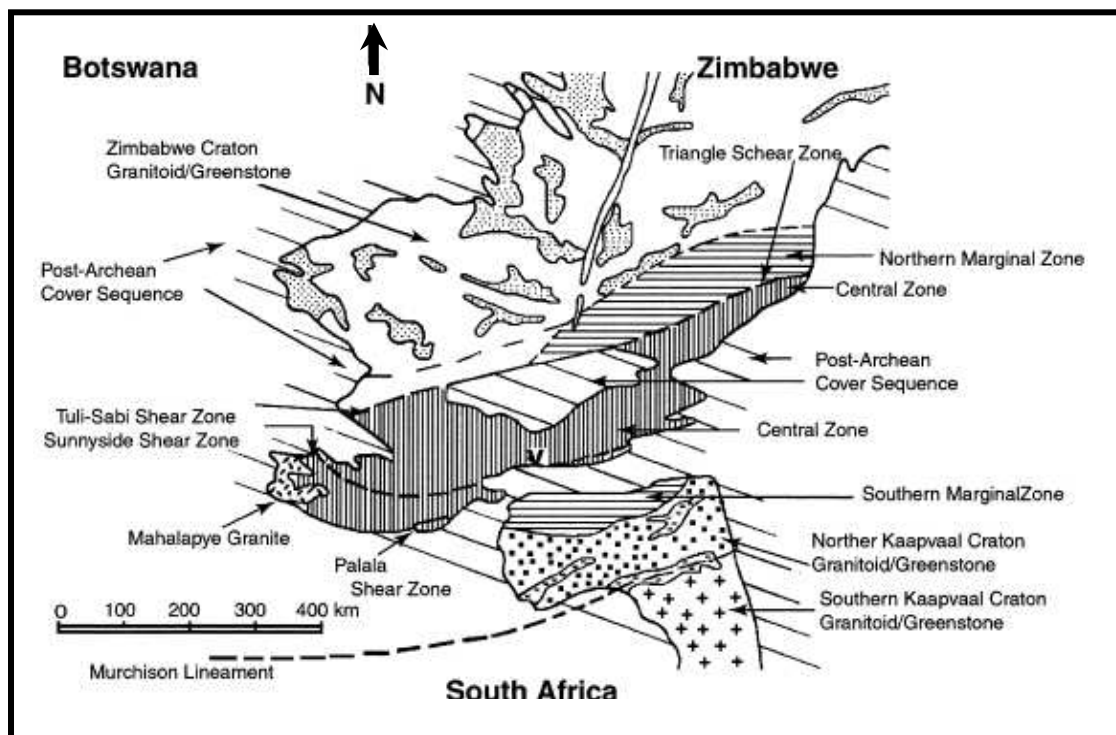 Botswana
N
Zimbabwe
Zimbabwe Craton
Granitoid/Greenstone
Triangle Schear Zone
Post-Archean
Cover Sequence
Northern Marginal Zone
Central Zone
Post-Archean
Cover Sequence
Tuli-Sabi Shear Zone
Sunnyside Shear Zone
Central Zone
V
Southern MarginalZone
Mahalapye Granite
Palala
Shear Zone
Norther Kaapvaal Craton
Granitoid/Greenstone
Southern Kaapvaal Craton
Granitoid/Greenstone
0 100 200 300 400 km
Murchison Lineament
South Africa